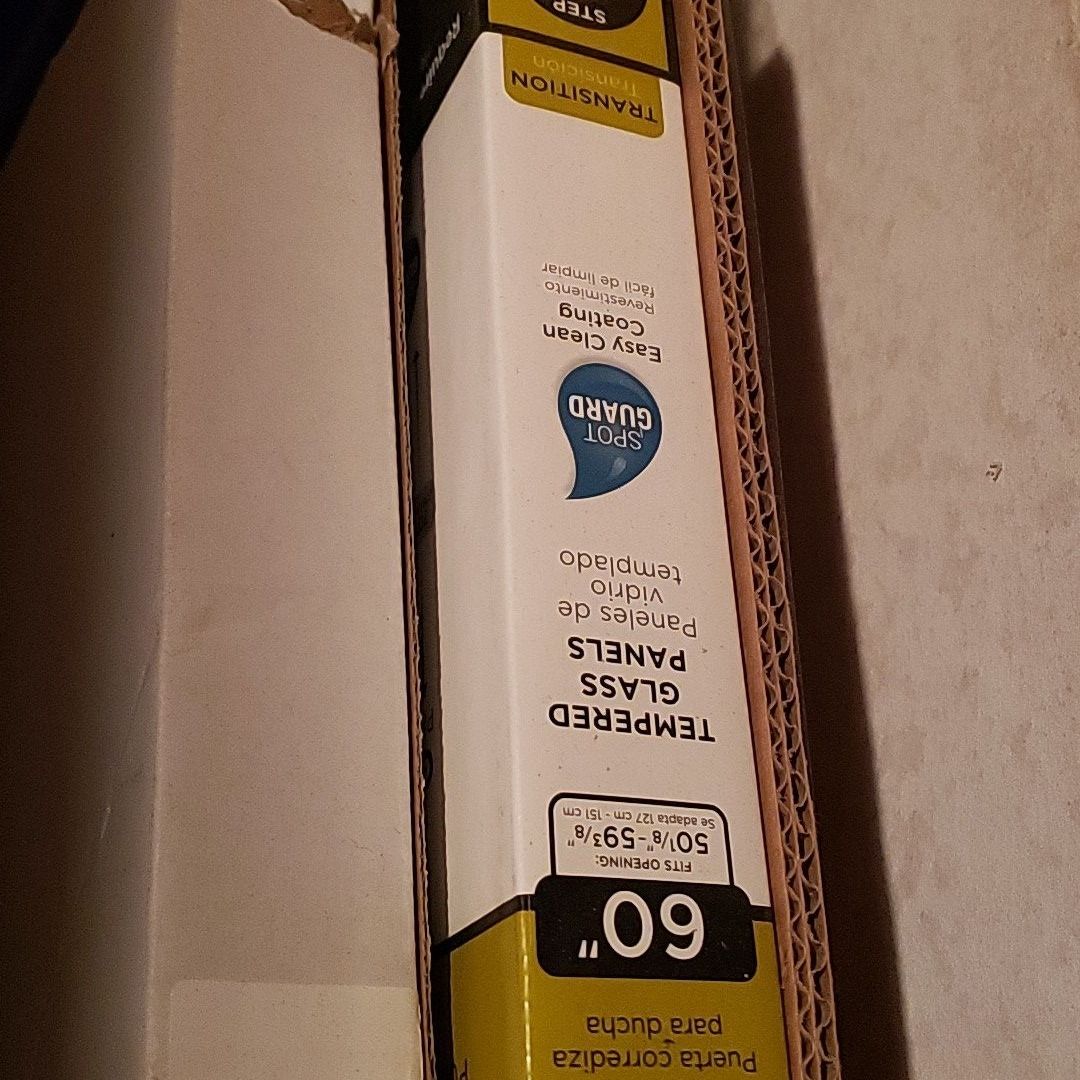 Puerta corrediza
para ducha
60"
FITS OPENING:
50 1/8"-59 3/8"
Se adapta 127 cm - 151 cm
TEMPERED
GLASS
PANELS
Paneles de
vidrio
templado
SPOT
GUARD
Easy Clean
Coating
Revestimiento
fácil de limpiar
TRANSITION
Transición
STEP